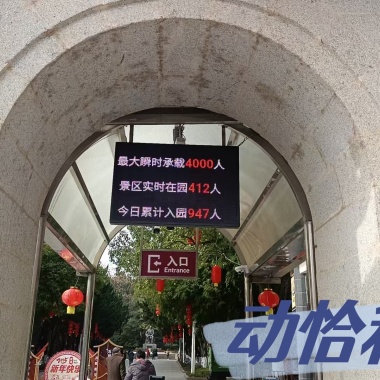 最大瞬时承载4000人
景区实时在园412人
今日累计入园947人
入口
Entrance
动恰